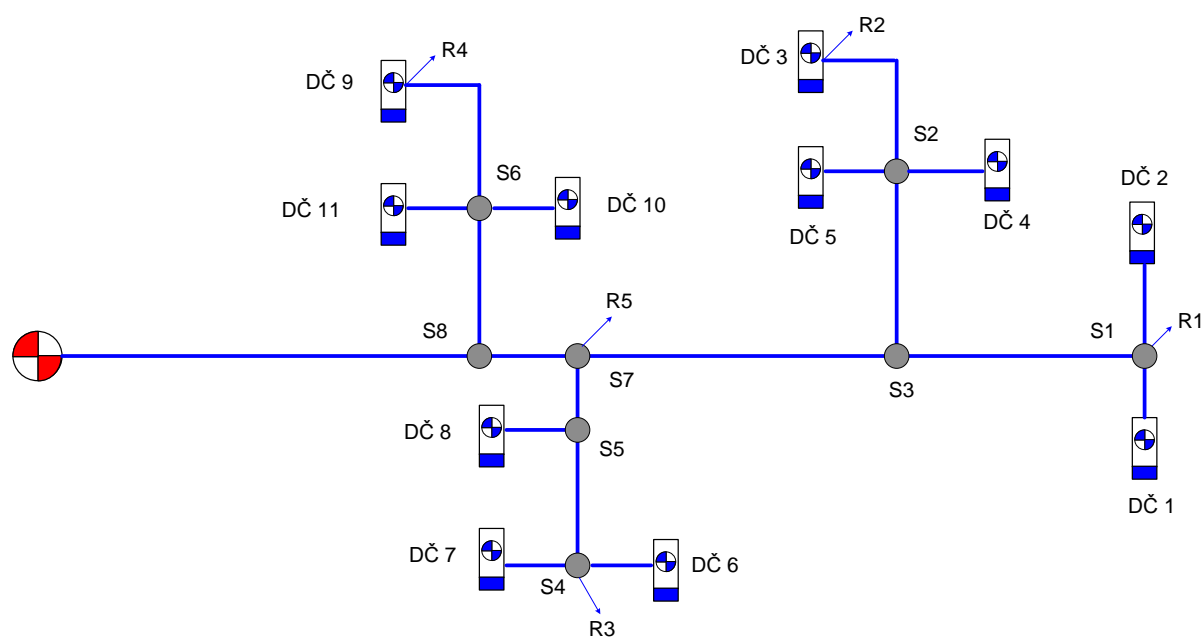 R4
R2
DČ 9
DČ 3
S6
S2
DČ 11
DČ 10
DČ 5
DČ 4
DČ 2
R5
R1
S8
S1
S7
S3
DČ 8
S5
DČ 1
DČ 7
S4
DČ 6
R3